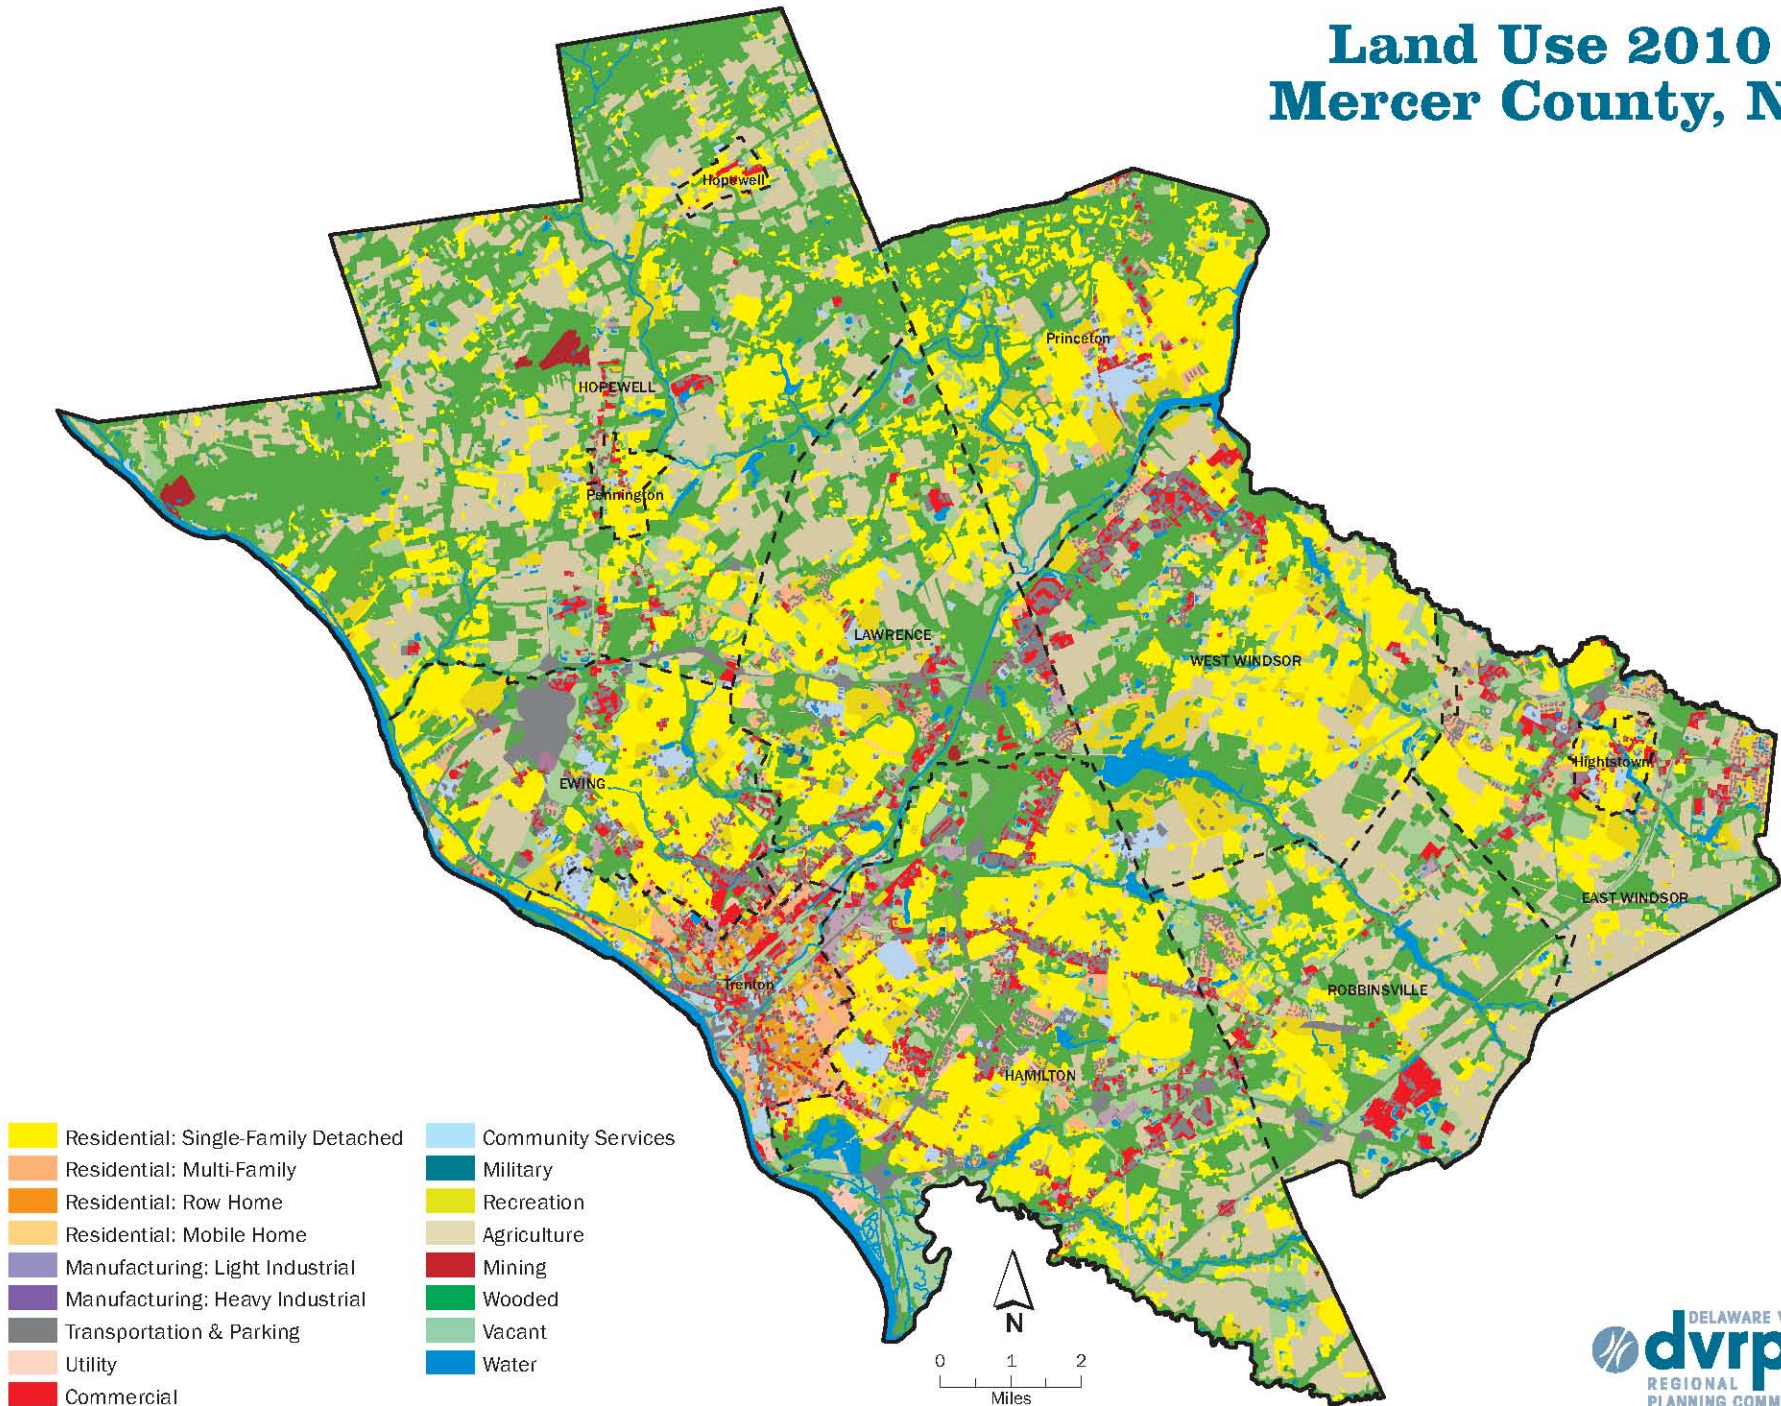 Land Use 2010
Mercer County, N
Hopewell
Princeton
HOPEWELL
Pennington
LAWRENCE
WEST WINDSOR
Hightstown
EWING
EAST WINDSOR
Trenton
ROBBINSVILLE
HAMILTON
Residential: Single-Family Detached
Residential: Multi-Family
Residential: Row Home
Residential: Mobile Home
Manufacturing: Light Industrial
Manufacturing: Heavy Industrial
Transportation & Parking
Utility
Commercial
Community Services
Military
Recreation
Agriculture
Mining
Wooded
Vacant
Water
N
0 1 2
Miles
DELAWARE V
dvrp
REGIONAL
PLANNING COMM